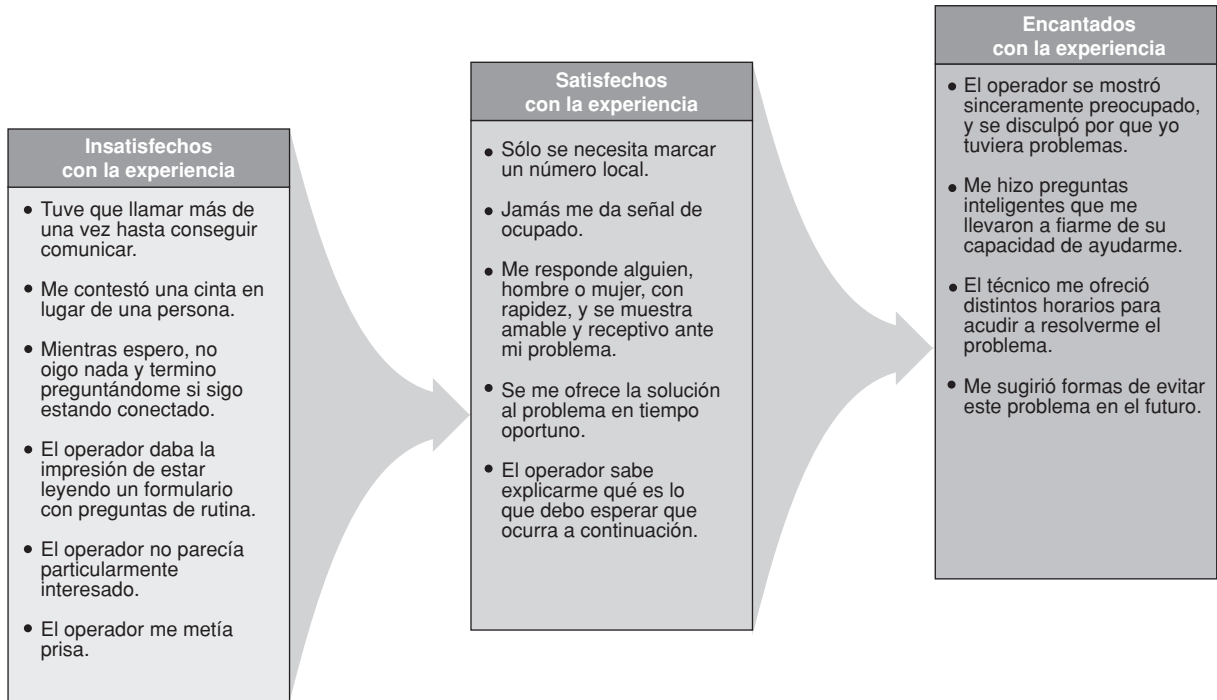 Insatisfechos
con la experiencia
• Tuve que llamar más de
una vez hasta conseguir
comunicar.
• Me contestó una cinta en
lugar de una persona.
• Mientras espero, no
oigo nada y termino
preguntándome si sigo
estando conectado.
• El operador daba la
impresión de estar
leyendo un formulario
con preguntas de rutina.
• El operador no parecía
particularmente
interesado.
• El operador me metía
prisa.
Satisfechos
con la experiencia
• Sólo se necesita marcar
un número local.
• Jamás me da señal de
ocupado.
• Me responde alguien,
hombre o mujer, con
rapidez, y se muestra
amable y receptivo ante
mi problema.
• Se me ofrece la solución
al problema en tiempo
oportuno.
• El operador sabe
explicarme qué es lo
que debo esperar que
ocurra a continuación.
Encantados
con la experiencia
• El operador se mostró
sinceramente preocupado,
y se disculpó por que yo
tuviera problemas.
• Me hizo preguntas
inteligentes que me
llevaron a fiarme de su
capacidad de ayudarme.
• El técnico me ofreció
distintos horarios para
acudir a resolverme el
problema.
• Me sugirió formas de evitar
este problema en el futuro.